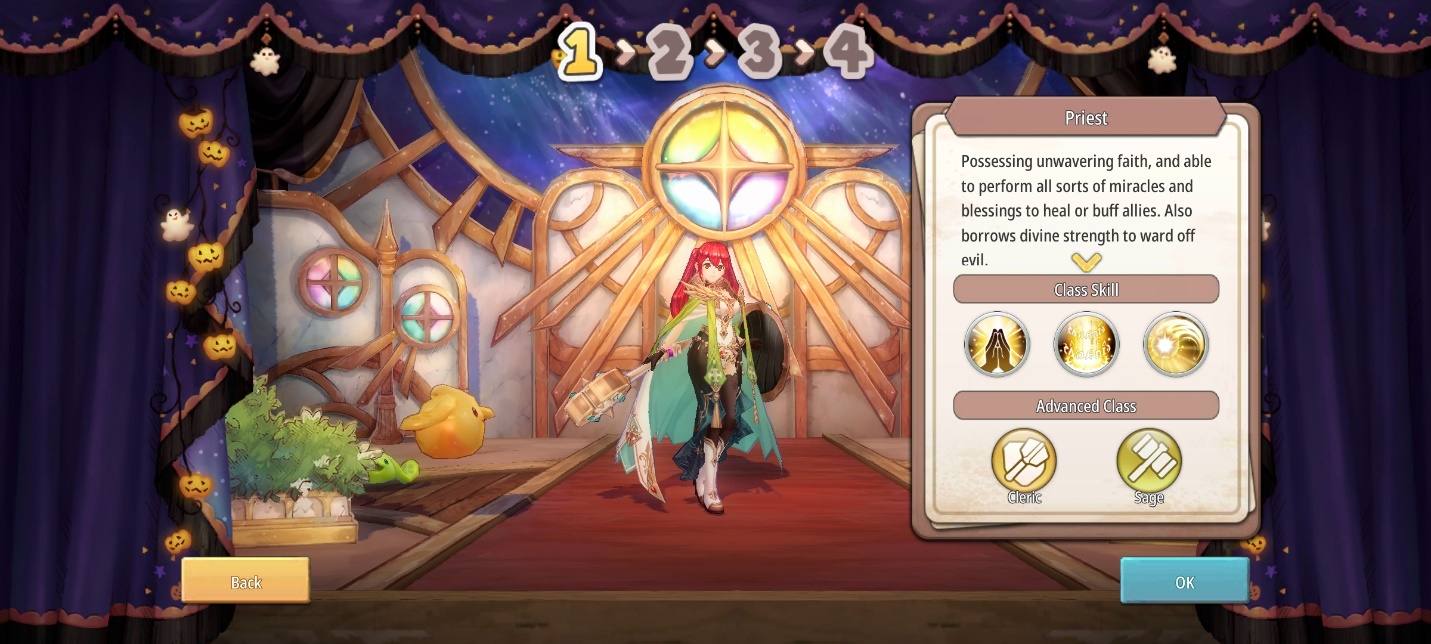 1 2 3 4
Priest
Possessing unwavering faith, and able
to perform all sorts of miracles and
blessings to heal or buff allies. Also
borrows divine strength to ward off
evil.
Class Skill
Advanced Class
Cleric
Sage
Back
OK